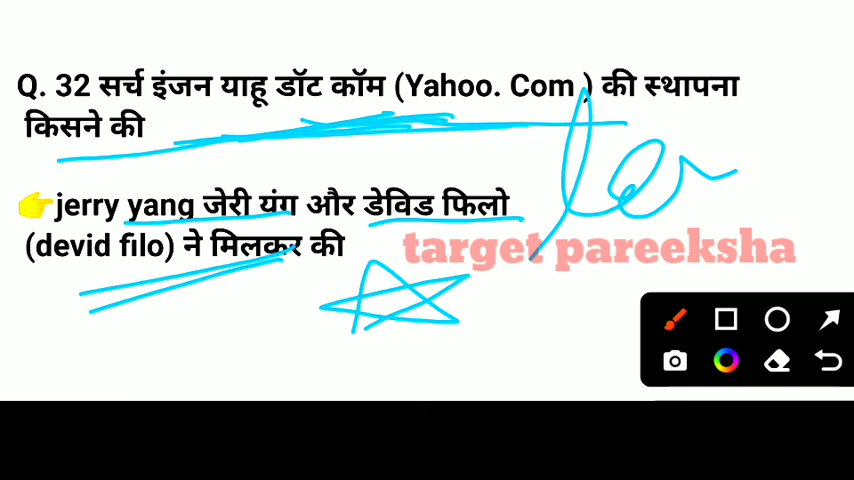 Q. 32 सर्च इंजन याहू डॉट कॉम (Yahoo. Com ) की स्थापना
किसने की
👉jerry yang जेरी यंग और डेविड फिलो
(devid filo) ने मिलकर की
target pareeksha